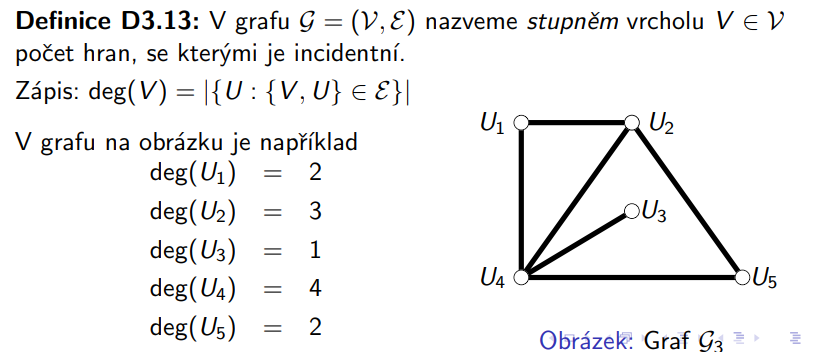 Definice D3.13: V grafu 𝒢 = (𝒱, ℰ) nazveme stupněm vrcholu V ∈ 𝒱
počet hran, se kterými je incidentní.
Zápis: deg(V) = |{U : {V, U} ∈ ℰ}|
V grafu na obrázku je například
deg(U₁) = 2
deg(U₂) = 3
deg(U₃) = 1
deg(U₄) = 4
deg(U₅) = 2
U₁
U₂
U₃
U₄
U₅
Obrázek: Graf 𝒢₃